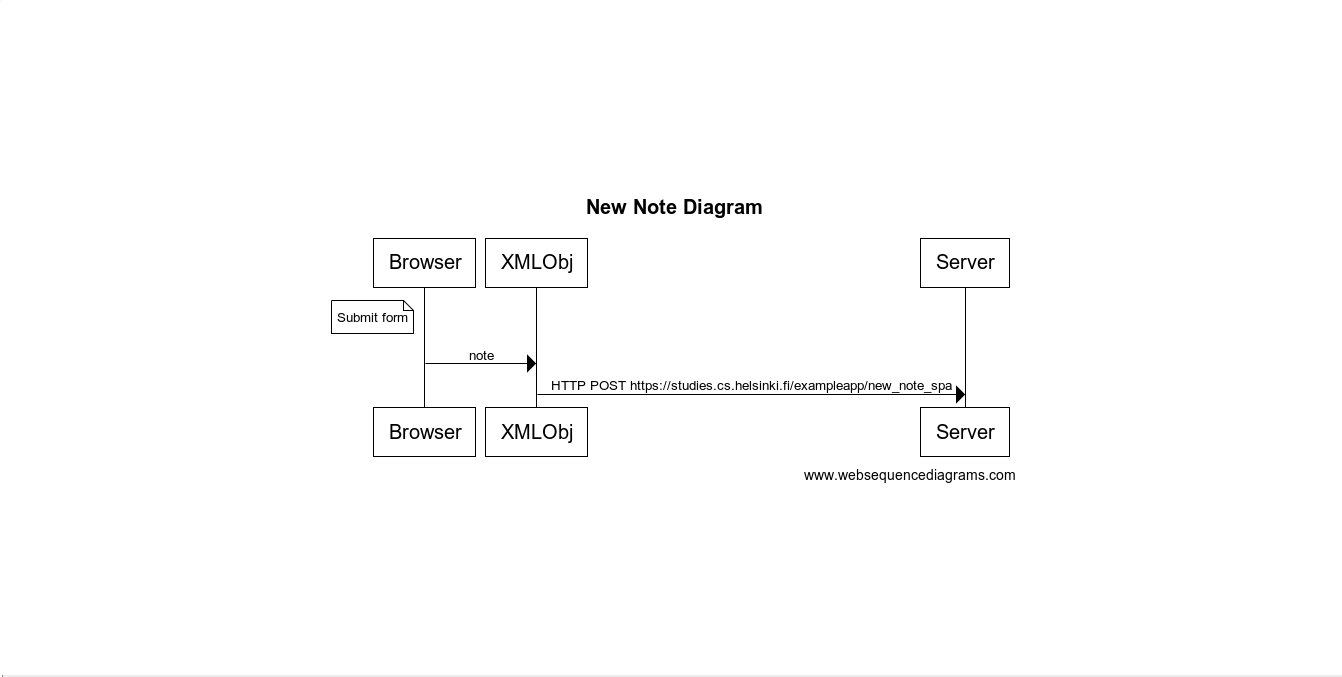 New Note Diagram
Browser XMLObj Server
Submit form
note
HTTP POST https://studies.cs.helsinki.fi/exampleapp/new_note_spa
Browser XMLObj Server
www.websequencediagrams.com